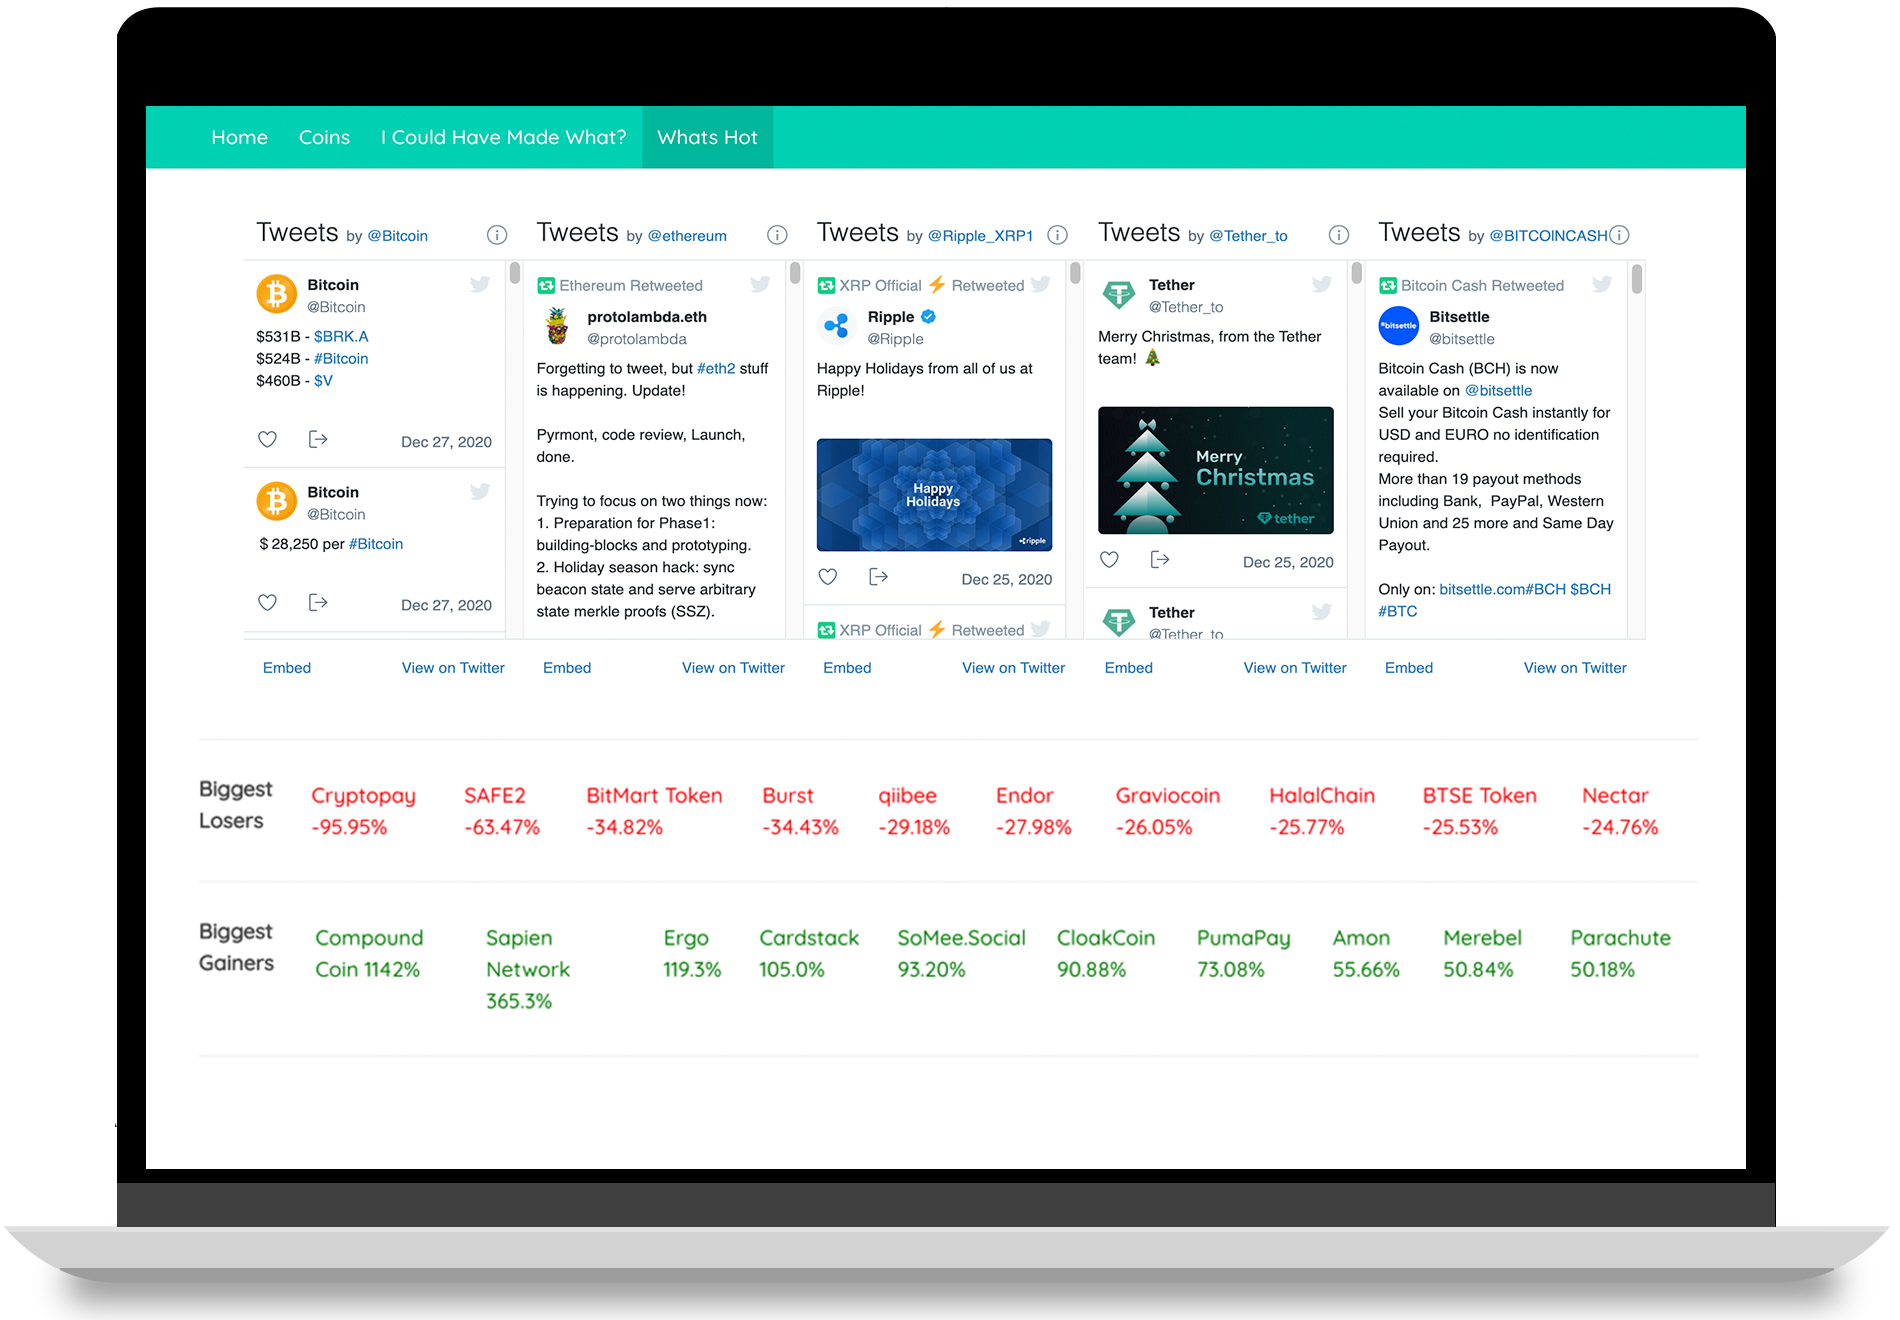 Home Coins I Could Have Made What? Whats Hot
Tweets by @Bitcoin
Bitcoin
@Bitcoin
$531B - $BRK.A
$524B - #Bitcoin
$460B - $V
Dec 27, 2020
Bitcoin
@Bitcoin
$ 28,250 per #Bitcoin
Dec 27, 2020
Embed View on Twitter
Tweets by @ethereum
Ethereum Retweeted
protolambda.eth
@protolambda
Forgetting to tweet, but #eth2 stuff
is happening. Update!
Pyrmont, code review, Launch,
done.
Trying to focus on two things now:
1. Preparation for Phase1:
building-blocks and prototyping.
2. Holiday season hack: sync
beacon state and serve arbitrary
state merkle proofs (SSZ).
Embed View on Twitter
Tweets by @Ripple_XRP1
XRP Official ⚡ Retweeted
Ripple
@Ripple
Happy Holidays from all of us at
Ripple!
Happy
Holidays
ripple
Dec 25, 2020
XRP Official ⚡ Retweeted
Embed View on Twitter
Tweets by @Tether_to
Tether
@Tether_to
Merry Christmas, from the Tether
team! 🎄
Merry
Christmas
tether
Dec 25, 2020
Tether
@Tether_to
Embed View on Twitter
Tweets by @BITCOINCASH
Bitcoin Cash Retweeted
bitsettle
Bitsettle
@bitsettle
Bitcoin Cash (BCH) is now
available on @bitsettle
Sell your Bitcoin Cash instantly for
USD and EURO no identification
required.
More than 19 payout methods
including Bank, PayPal, Western
Union and 25 more and Same Day
Payout.
Only on: bitsettle.com#BCH $BCH
#BTC
Embed View on Twitter
Biggest
Losers
Cryptopay
-95.95%
SAFE2
-63.47%
BitMart Token
-34.82%
Burst
-34.43%
qiibee
-29.18%
Endor
-27.98%
Graviocoin
-26.05%
HalalChain
-25.77%
BTSE Token
-25.53%
Nectar
-24.76%
Biggest
Gainers
Compound
Coin 1142%
Sapien
Network
365.3%
Ergo
119.3%
Cardstack
105.0%
SoMee.Social
93.20%
CloakCoin
90.88%
PumaPay
73.08%
Amon
55.66%
Merebel
50.84%
Parachute
50.18%